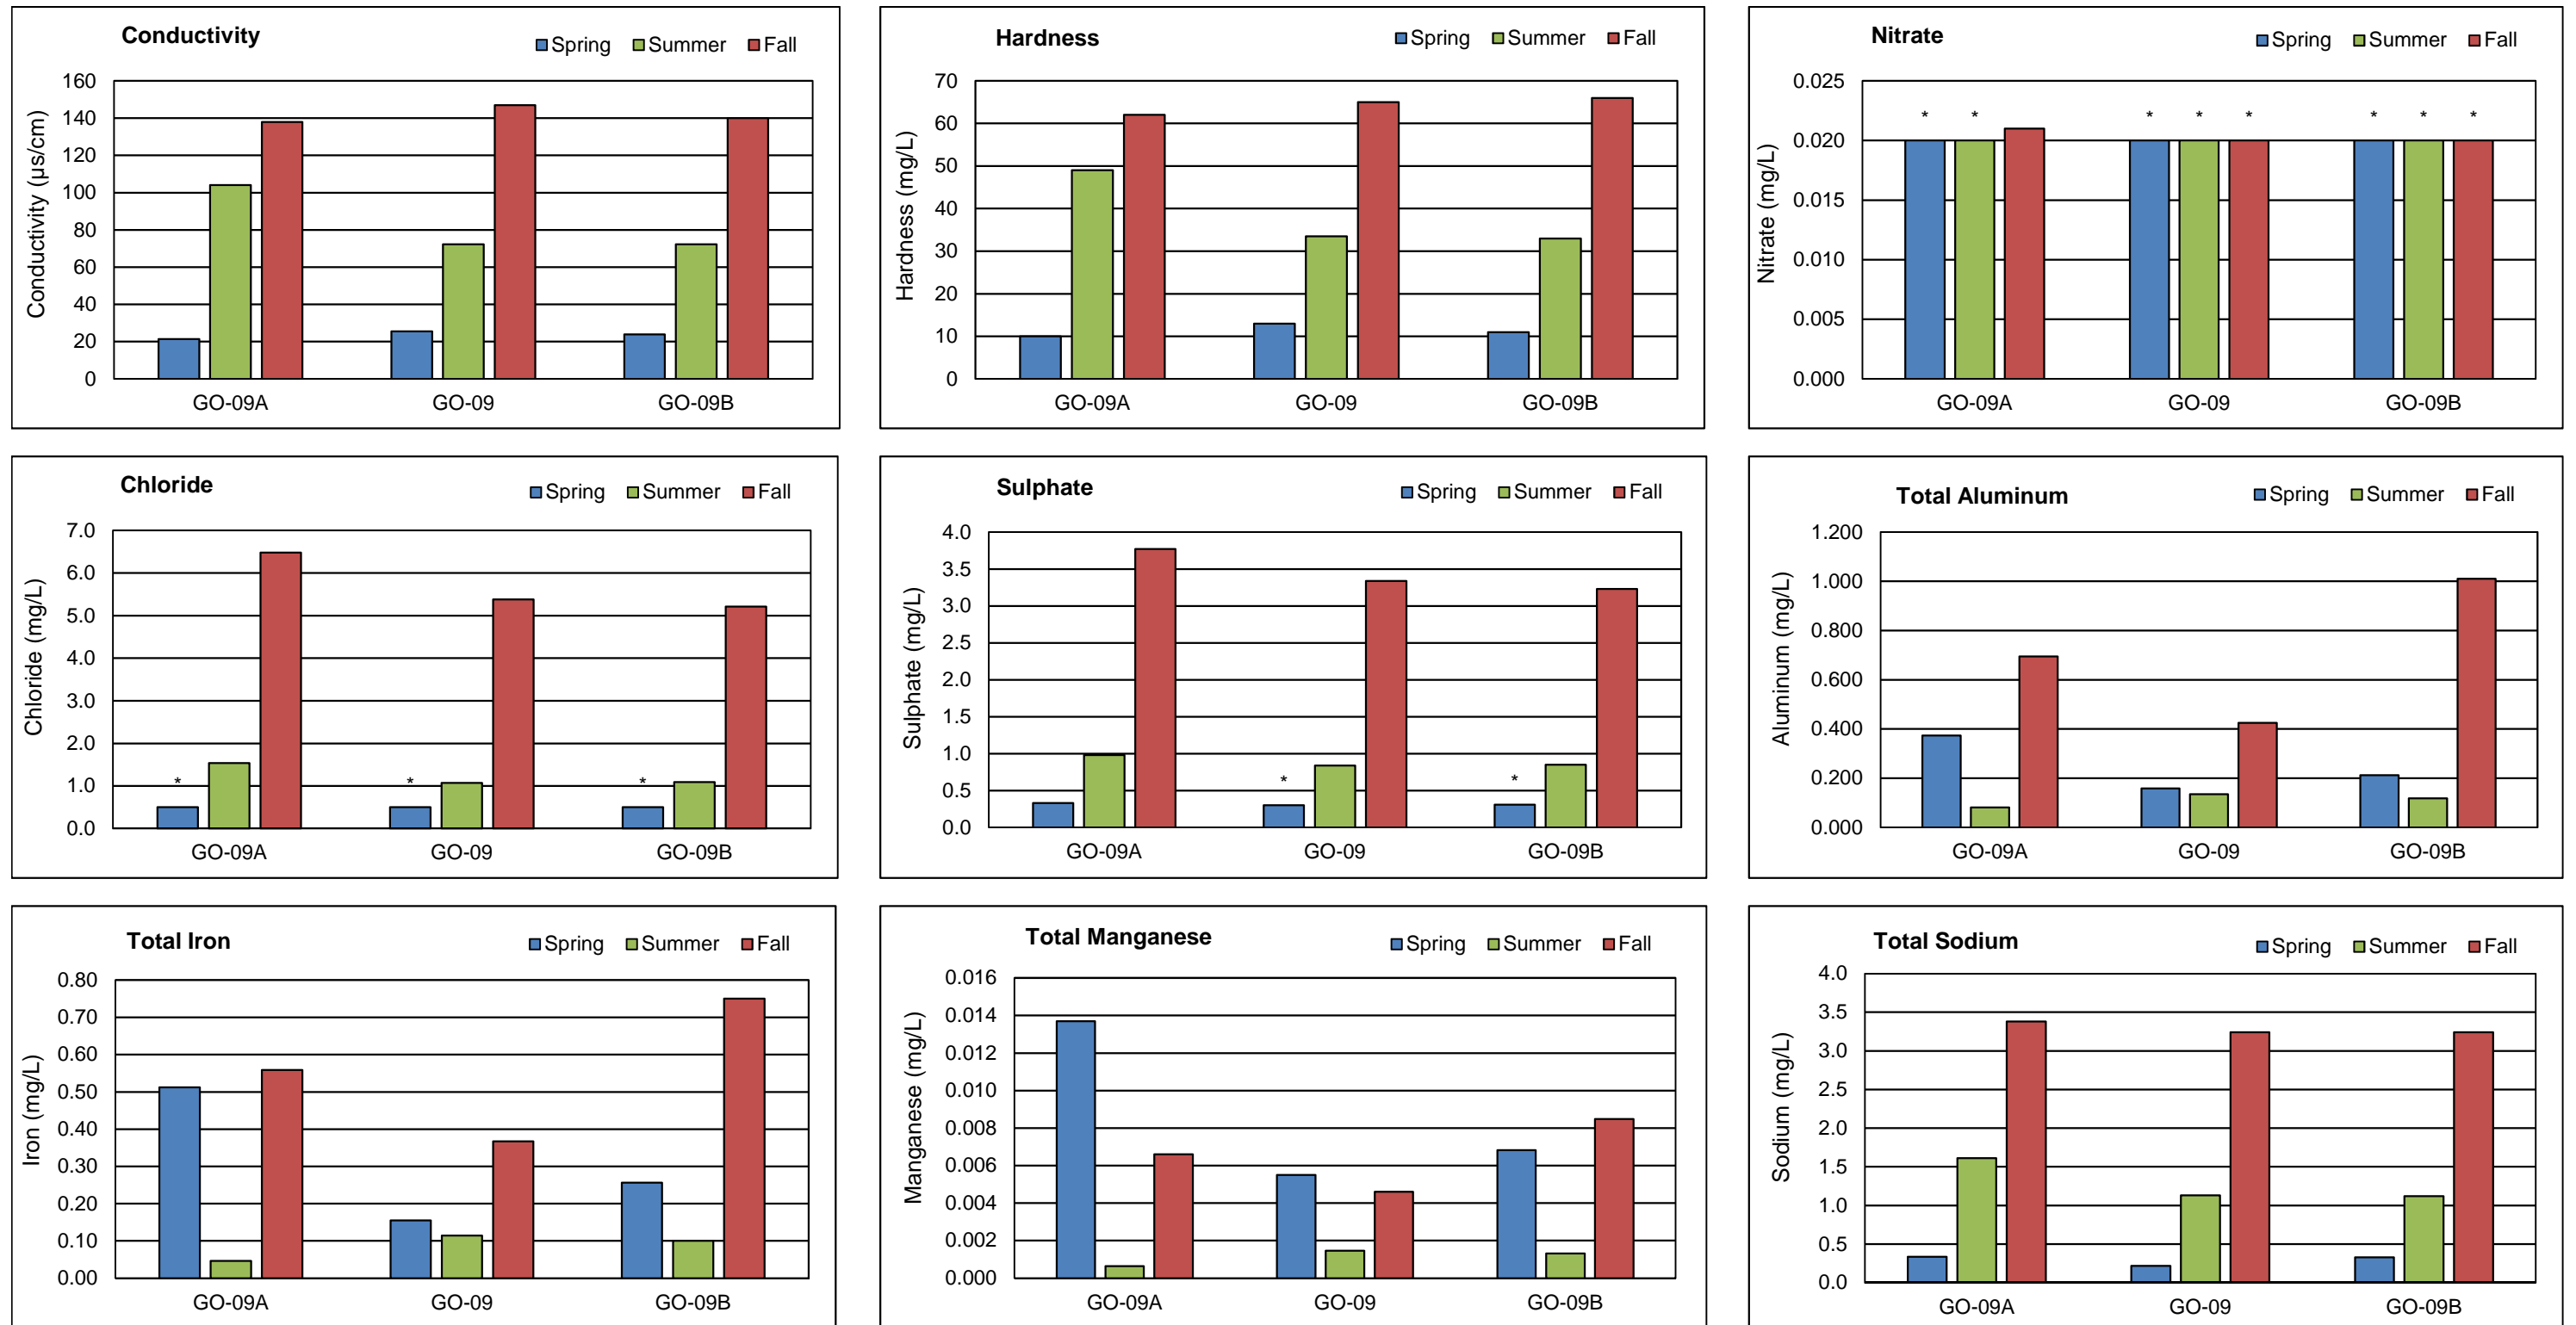 Conductivity
Spring Summer Fall
Conductivity (µs/cm)
160
140
120
100
80
60
40
20
0
GO-09A GO-09 GO-09B
Hardness
Spring Summer Fall
Hardness (mg/L)
70
60
50
40
30
20
10
0
GO-09A GO-09 GO-09B
Nitrate
Spring Summer Fall
Nitrate (mg/L)
0.025
0.020
0.015
0.010
0.005
0.000
* * * * * * * *
GO-09A GO-09 GO-09B
Chloride
Spring Summer Fall
Chloride (mg/L)
7.0
6.0
5.0
4.0
3.0
2.0
1.0
0.0
* * *
GO-09A GO-09 GO-09B
Sulphate
Spring Summer Fall
Sulphate (mg/L)
4.0
3.5
3.0
2.5
2.0
1.5
1.0
0.5
0.0
* *
GO-09A GO-09 GO-09B
Total Aluminum
Spring Summer Fall
Aluminum (mg/L)
1.200
1.000
0.800
0.600
0.400
0.200
0.000
GO-09A GO-09 GO-09B
Total Iron
Spring Summer Fall
Iron (mg/L)
0.80
0.70
0.60
0.50
0.40
0.30
0.20
0.10
0.00
GO-09A GO-09 GO-09B
Total Manganese
Spring Summer Fall
Manganese (mg/L)
0.016
0.014
0.012
0.010
0.008
0.006
0.004
0.002
0.000
GO-09A GO-09 GO-09B
Total Sodium
Spring Summer Fall
Sodium (mg/L)
4.0
3.5
3.0
2.5
2.0
1.5
1.0
0.5
0.0
GO-09A GO-09 GO-09B